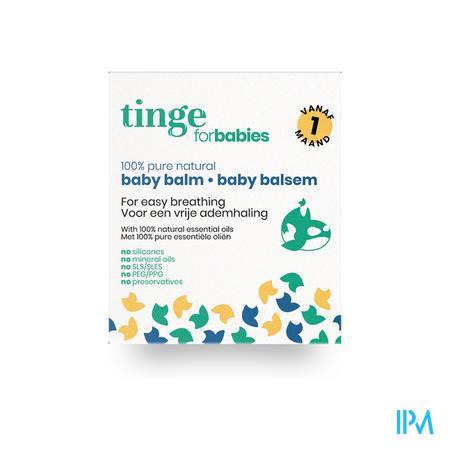 tinge
forbabies
VANAF
1
MAAND
100% pure natural
baby balm • baby balsem
For easy breathing
Voor een vrije ademhaling
With 100% natural essential oils
Met 100% pure essentiële oliën
no silicones
no mineral oils
no SLS/SLES
no PEG/PPG
no preservatives
IPM